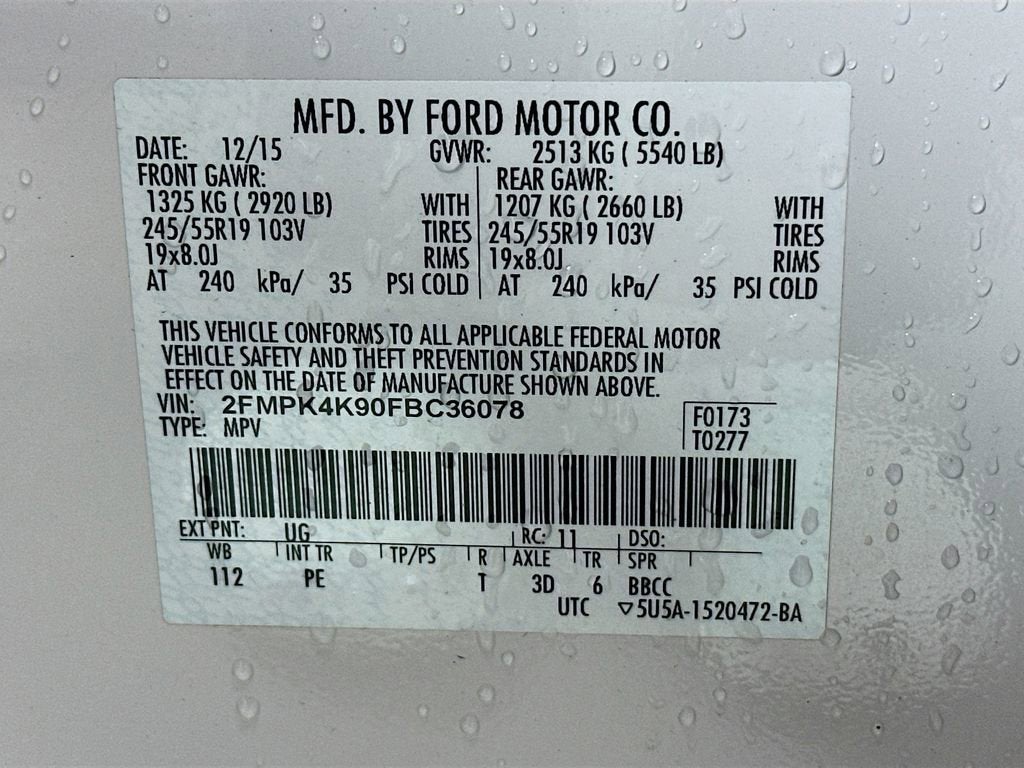 MFD. BY FORD MOTOR CO.
DATE: 12/15 GVWR: 2513 KG ( 5540 LB)
FRONT GAWR: REAR GAWR:
1325 KG ( 2920 LB) WITH 1207 KG ( 2660 LB) WITH
245/55R19 103V TIRES 245/55R19 103V TIRES
19x8.0J RIMS 19x8.0J RIMS
AT 240 kPa/ 35 PSI COLD AT 240 kPa/ 35 PSI COLD
THIS VEHICLE CONFORMS TO ALL APPLICABLE FEDERAL MOTOR
VEHICLE SAFETY AND THEFT PREVENTION STANDARDS IN
EFFECT ON THE DATE OF MANUFACTURE SHOWN ABOVE.
VIN: 2FMPK4K90FBC36078 F0173
TYPE: MPV T0277
EXT PNT: UG RC: 11 DSO:
WB INT TR TP/PS R AXLE TR SPR
112 PE T 3D 6 BBCC
UTC ▽5U5A-1520472-BA